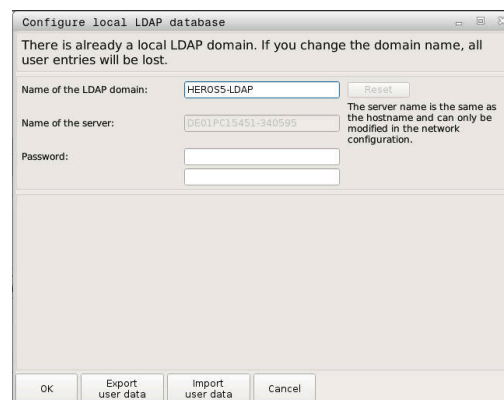 Configure local LDAP database
There is already a local LDAP domain. If you change the domain name, all
user entries will be lost.
Name of the LDAP domain:
HEROS5-LDAP
Reset
Name of the server:
DE01PC15451-340595
The server name is the same as
the hostname and can only be
modified in the network
configuration.
Password:
OK
Export
user data
Import
user data
Cancel